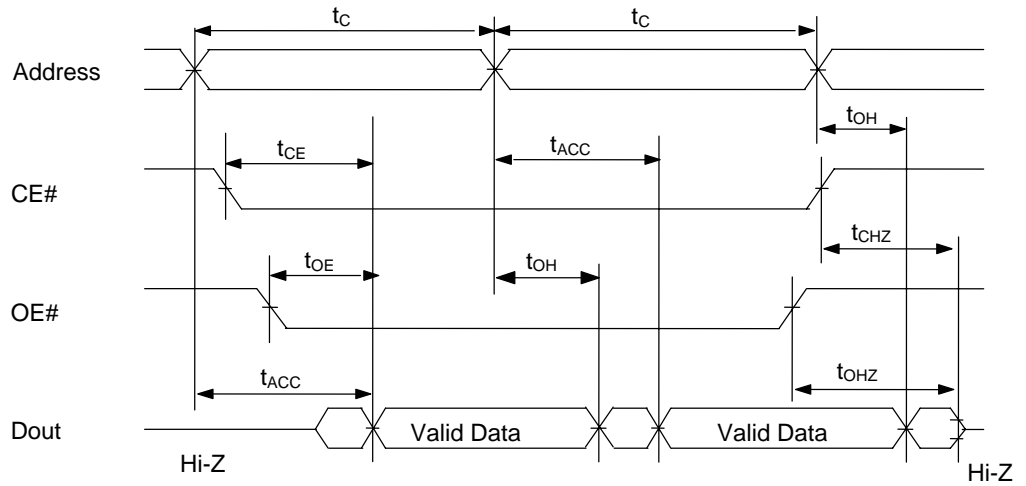 tC tC
Address
tOH
tCE tACC
CE#
tCHZ
tOE tOH
OE#
tACC tOHZ
Dout Valid Data Valid Data
Hi-Z Hi-Z